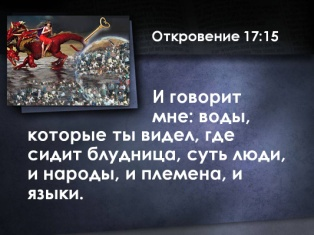 Откровение 17:15
И говорит
мне: воды,
которые ты видел, где
сидит блудница, суть люди,
и народы, и племена, и
языки.